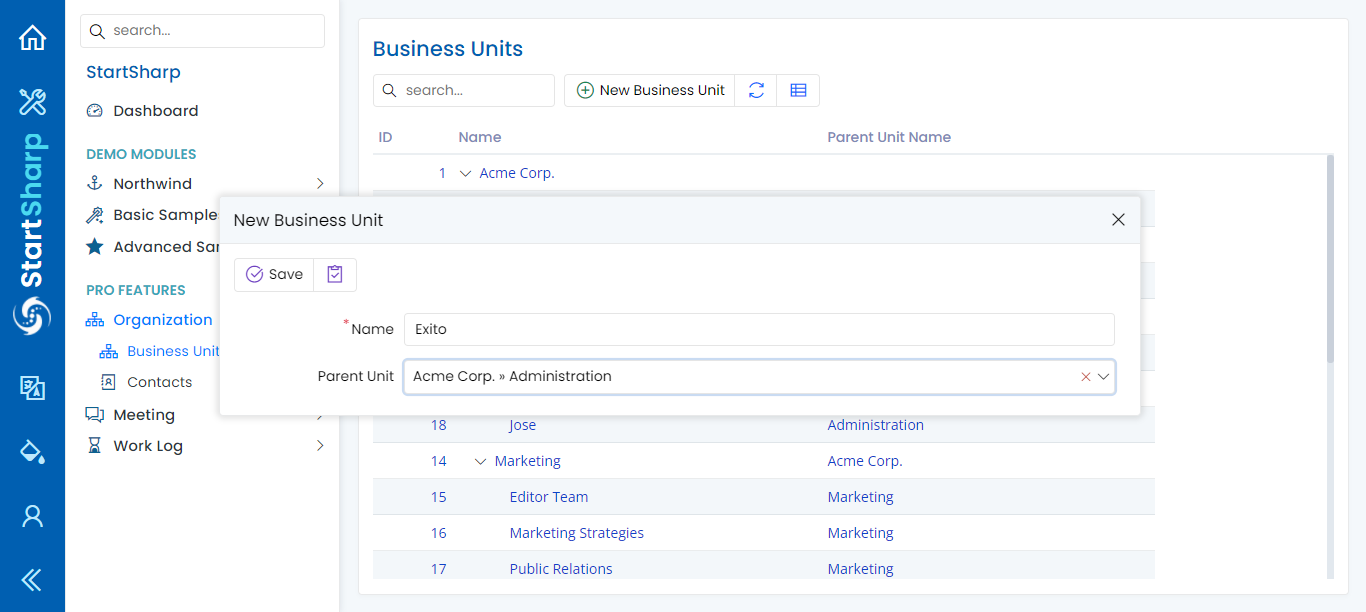 StartSharp
search...
StartSharp
Dashboard
DEMO MODULES
Northwind
Basic Sample
Advanced Sar
PRO FEATURES
Organization
Business Unit
Contacts
Meeting
Work Log
Business Units
search...
New Business Unit
ID Name Parent Unit Name
1 Acme Corp.
New Business Unit
Save
*Name Exito
Parent Unit Acme Corp. » Administration
18 Jose Administration
14 Marketing Acme Corp.
15 Editor Team Marketing
16 Marketing Strategies Marketing
17 Public Relations Marketing